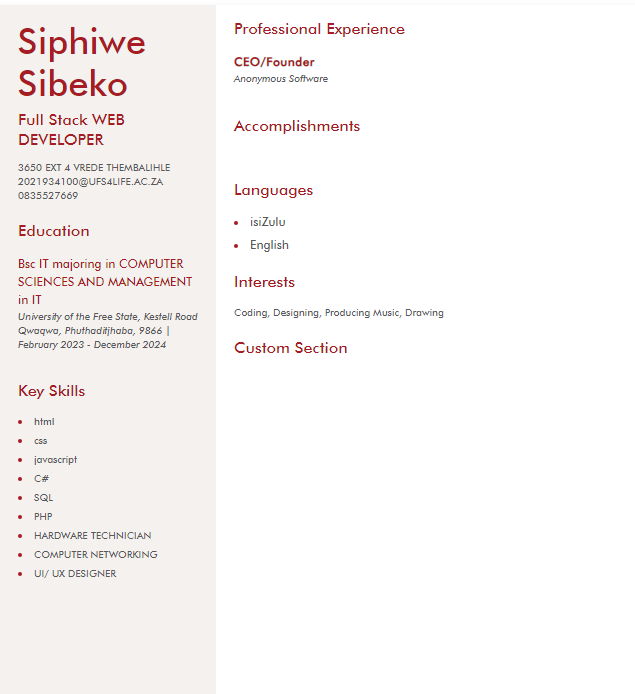 Siphiwe
Sibeko
Full Stack WEB
DEVELOPER
3650 EXT 4 VREDE THEMBALIHLE
2021934100@UFS4LIFE.AC.ZA
0835527669
Education
Bsc IT majoring in COMPUTER
SCIENCES AND MANAGEMENT
in IT
University of the Free State, Kestell Road
Qwaqwa, Phuthaditjhaba, 9866 |
February 2023 - December 2024
Key Skills
html
css
javascript
C#
SQL
PHP
HARDWARE TECHNICIAN
COMPUTER NETWORKING
UI/ UX DESIGNER
Professional Experience
CEO/Founder
Anonymous Software
Accomplishments
Languages
isiZulu
English
Interests
Coding, Designing, Producing Music, Drawing
Custom Section